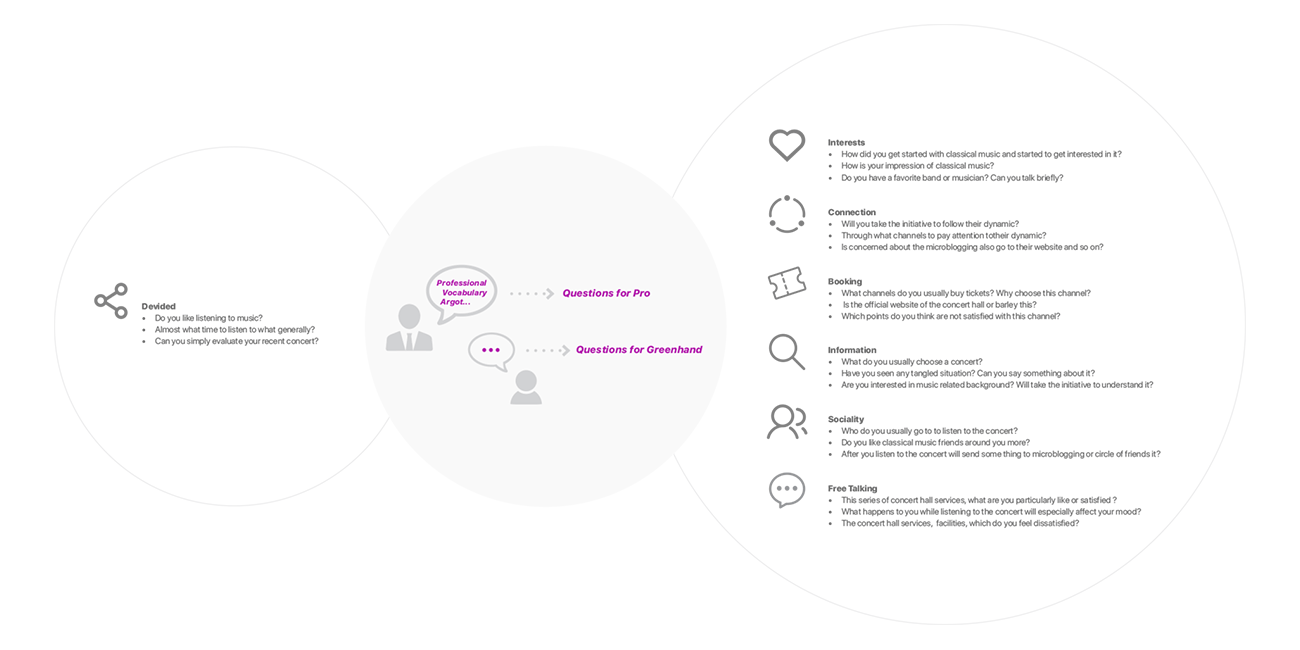 Devided
• Do you like listening to music?
• Almost what time to listen to what generally?
• Can you simply evaluate your recent concert?
Professional
Vocabulary
Argot...
Questions for Pro
Questions for Greenhand
Interests
• How did you get started with classical music and started to get interested in it?
• How is your impression of classical music?
• Do you have a favorite band or musician? Can you talk briefly?
Connection
• Will you take the initiative to follow their dynamic?
• Through what channels to pay attention totheir dynamic?
• Is concerned about the microblogging also go to their website and so on?
Booking
• What channels do you usually buy tickets? Why choose this channel?
• Is the official website of the concert hall or barley this?
• Which points do you think are not satisfied with this channel?
Information
• What do you usually choose a concert?
• Have you seen any tangled situation? Can you say something about it?
• Are you interested in music related background? Will take the initiative to understand it?
Sociality
• Who do you usually go to to listen to the concert?
• Do you like classical music friends around you more?
• After you listen to the concert will send some thing to microblogging or circle of friends it?
Free Talking
• This series of concert hall services, what are you particularly like or satisfied ?
• What happens to you while listening to the concert will especially affect your mood?
• The concert hall services, facilities, which do you feel dissatisfied?